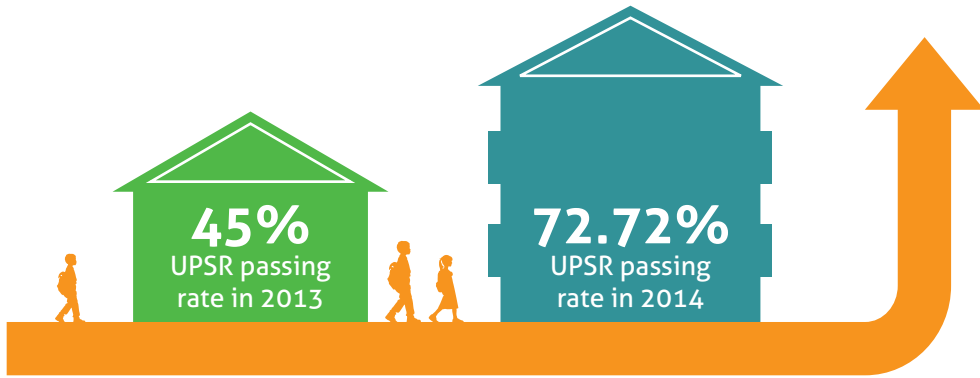 45%
UPSR passing
rate in 2013
72.72%
UPSR passing
rate in 2014